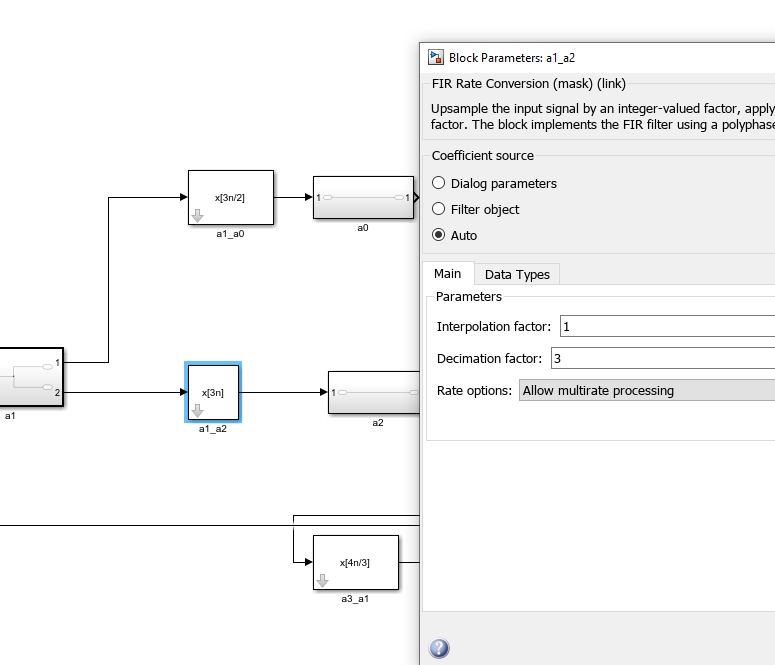 x[3n/2]
a1_a0
1
1
a0
1
2
a1
x[3n]
a1_a2
1
a2
x[4n/3]
a3_a1
Block Parameters: a1_a2
FIR Rate Conversion (mask) (link)
Upsample the input signal by an integer-valued factor, apply
factor. The block implements the FIR filter using a polyphase
Coefficient source
Dialog parameters
Filter object
Auto
Main
Data Types
Parameters
Interpolation factor: 1
Decimation factor: 3
Rate options: Allow multirate processing
?